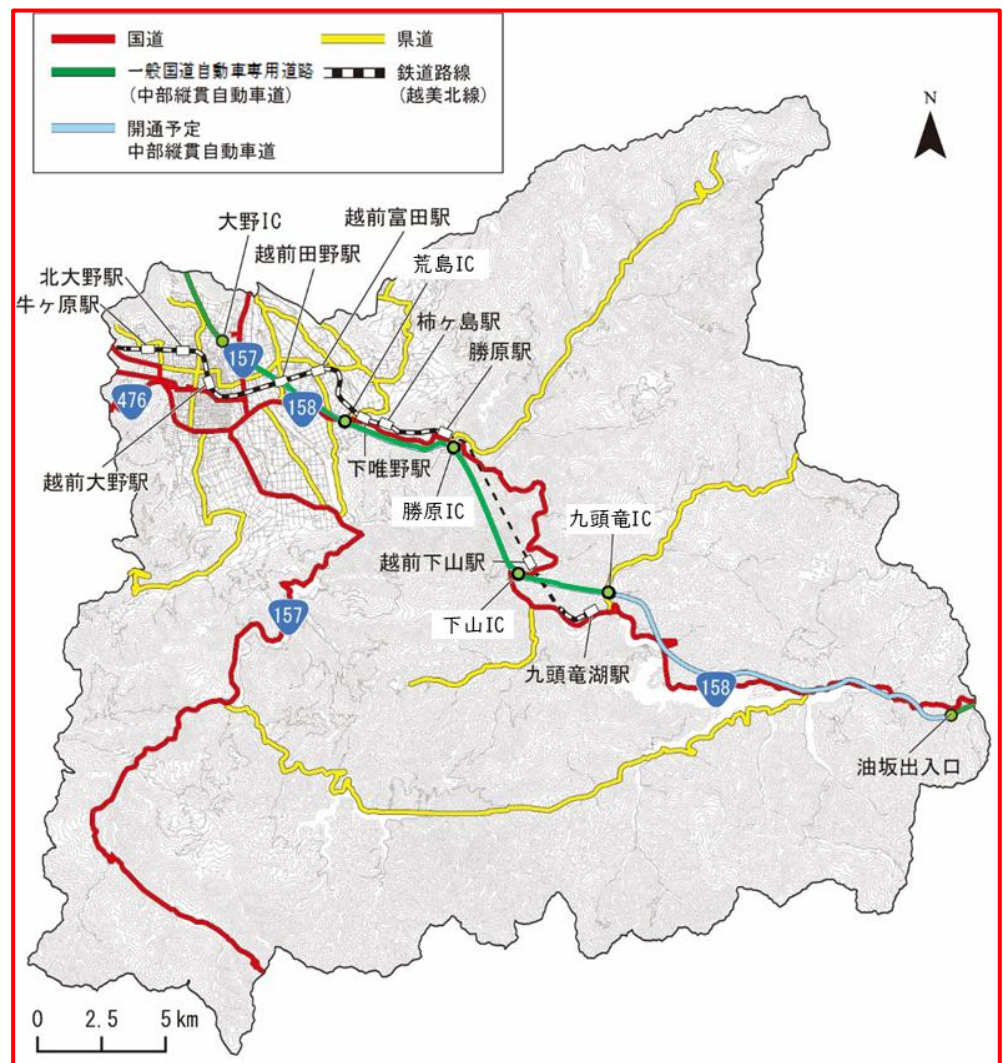 国道
県道
一般国道自動車専用道路
(中部縦貫自動車道)
鉄道路線
(越美北線)
開通予定
中部縦貫自動車道
N
大野IC
越前富田駅
越前田野駅
荒島IC
北大野駅
牛ヶ原駅
柿ヶ島駅
勝原駅
157
476
158
下唯野駅
越前大野駅
勝原IC
九頭竜IC
越前下山駅
157
下山IC
九頭竜湖駅
158
油坂出入口
0 2.5 5km